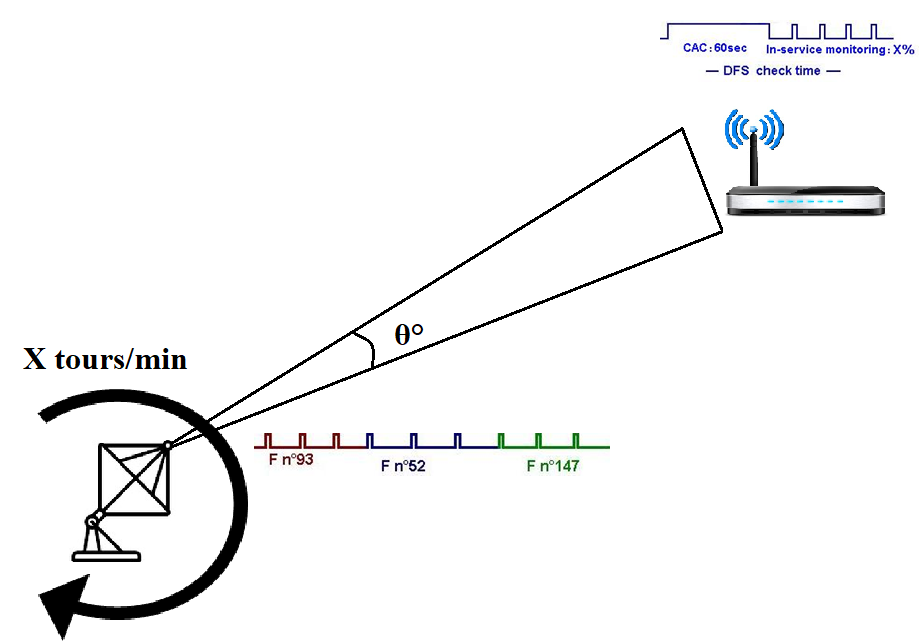 CAC : 60sec In-service monitoring : X%
— DFS check time —
θ°
X tours/min
F n°93 F n°52 F n°147